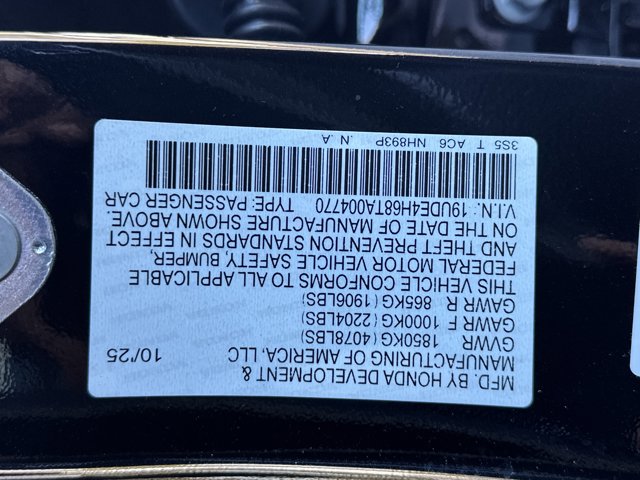 MFD. BY HONDA DEVELOPMENT &
MANUFACTURING OF AMERICA, LLC 10/25
GVWR 1850KG (4078LBS)
GAWR F 1000KG (2204LBS)
GAWR R 865KG (1906LBS)
THIS VEHICLE CONFORMS TO ALL APPLICABLE
FEDERAL MOTOR VEHICLE SAFETY, BUMPER,
AND THEFT PREVENTION STANDARDS IN EFFECT
ON THE DATE OF MANUFACTURE SHOWN ABOVE.
V.I.N.: 19UDE4H68TA004770 TYPE: PASSENGER CAR
3S5 T AC6 NH893P .N .A